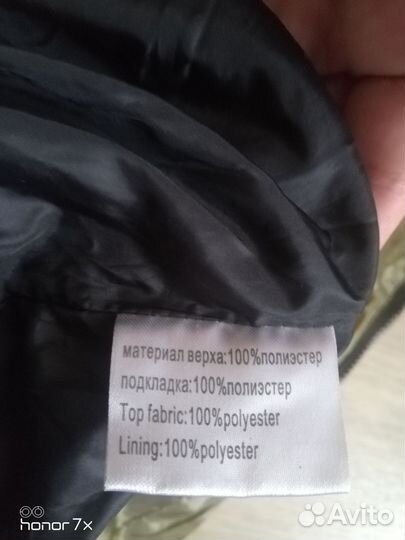 материал верха:100%полиэстер
подкладка:100%полиэстер
Top fabric:100%polyester
Lining:100%polyester
honor 7x
Avito